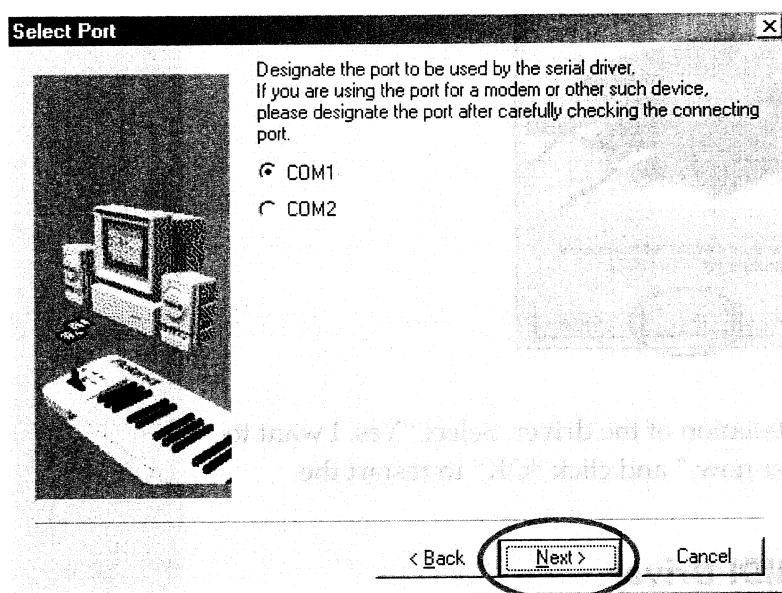 Select Port
Designate the port to be used by the serial driver.
If you are using the port for a modem or other such device,
please designate the port after carefully checking the connecting
port.
COM1
COM2
Roland
< Back
Next >
Cancel